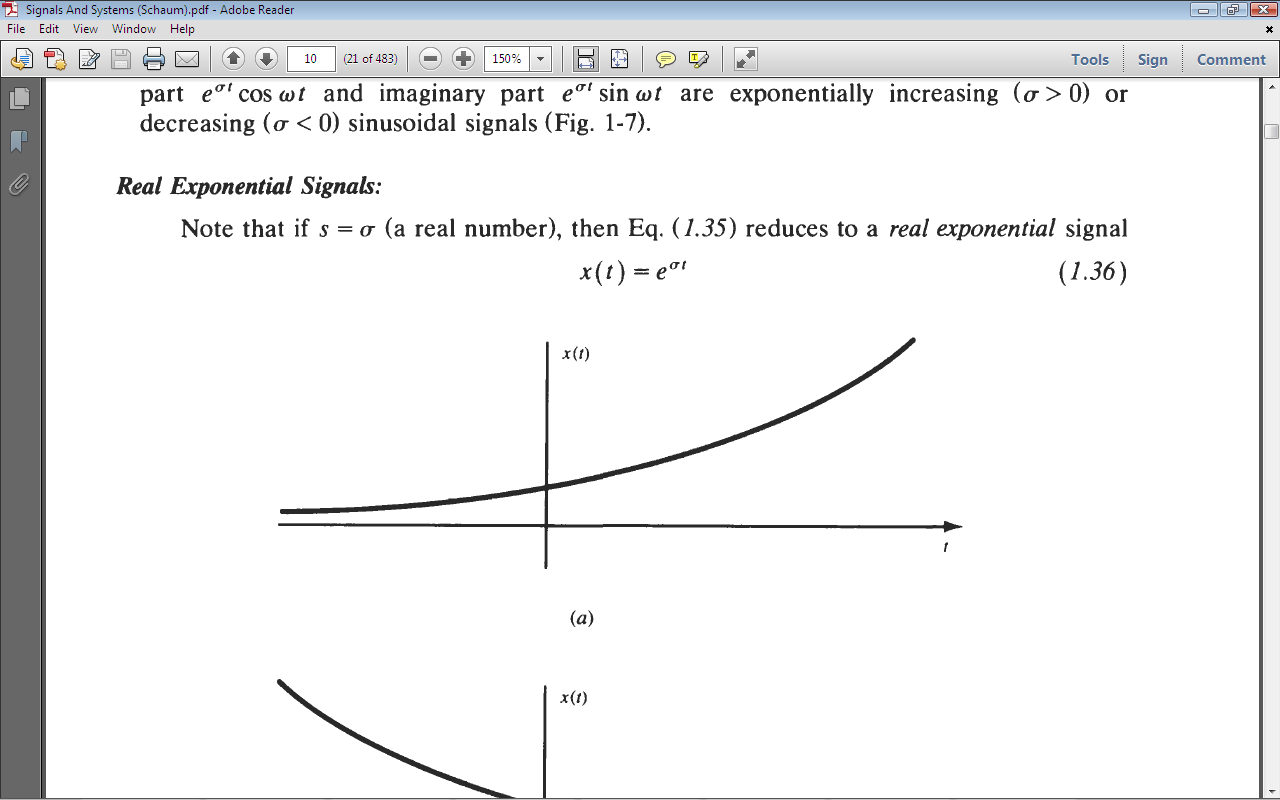 Signals And Systems (Schaum).pdf - Adobe Reader
File Edit View Window Help
10 (21 of 483) 150% Tools Sign Comment
part e^{σt} cos ωt and imaginary part e^{σt} sin ωt are exponentially increasing (σ > 0) or
decreasing (σ < 0) sinusoidal signals (Fig. 1-7).
Real Exponential Signals:
Note that if s = σ (a real number), then Eq. (1.35) reduces to a real exponential signal
x(t) = e^{σt} (1.36)
x(t)
t
(a)
x(t)